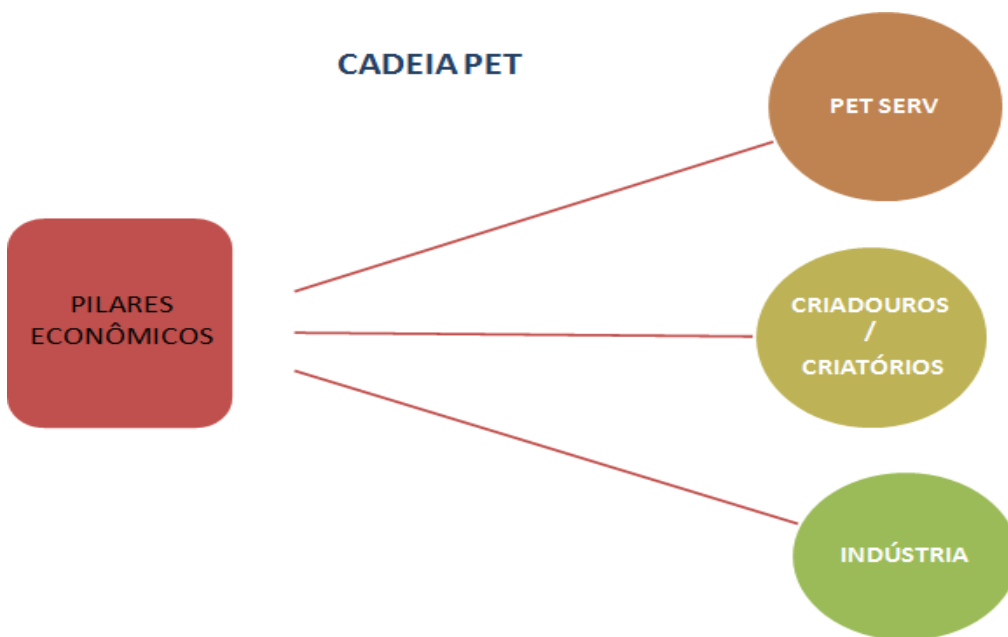 CADEIA PET
PET SERV
PILARES
ECONÔMICOS
CRIADOUROS
/
CRIATÓRIOS
INDÚSTRIA